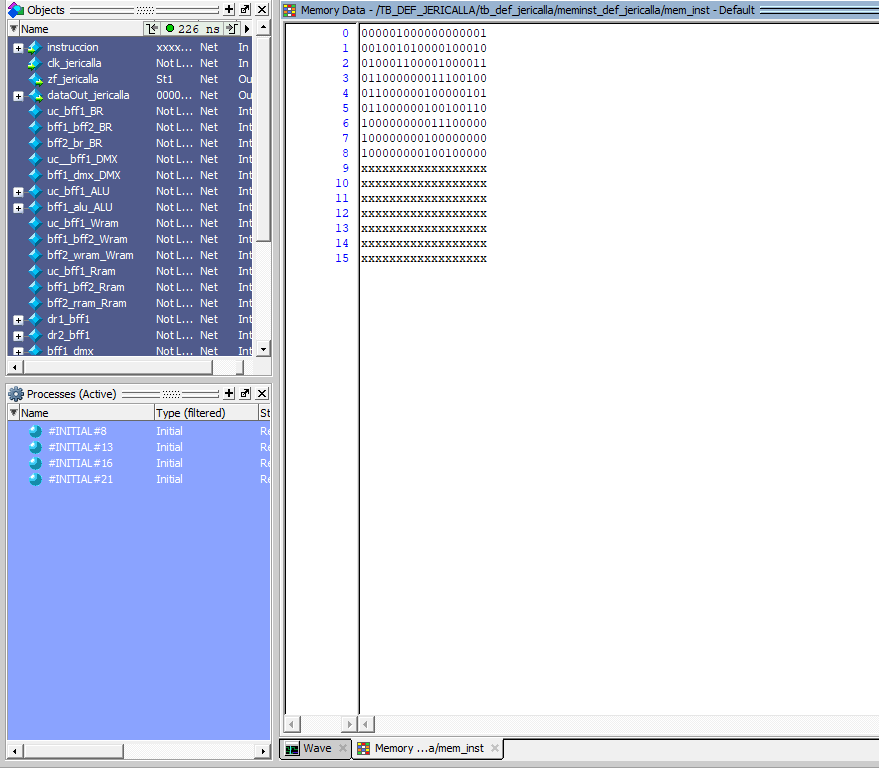 Objects
Name 226 ns
instruccion xxxx... Net In
clk_jericalla Not L... Net In
zf_jericalla St1 Net Ou
dataOut_jericalla 0000... Net Ou
uc_bff1_BR Not L... Net Int
bff1_bff2_BR Not L... Net Int
bff2_br_BR Not L... Net Int
uc__bff1_DMX Not L... Net Int
bff1_dmx_DMX Not L... Net Int
uc_bff1_ALU Not L... Net Int
bff1_alu_ALU Not L... Net Int
uc_bff1_Wram Not L... Net Int
bff1_bff2_Wram Not L... Net Int
bff2_wram_Wram Not L... Net Int
uc_bff1_Rram Not L... Net Int
bff1_bff2_Rram Not L... Net Int
bff2_rram_Rram Not L... Net Int
dr1_bff1 Not L... Net Int
dr2_bff1 Not L... Net Int
bff1_dmx Not L... Net Int
Processes (Active)
Name Type (filtered) St
#INITIAL#8 Initial Re
#INITIAL#13 Initial Re
#INITIAL#16 Initial Re
#INITIAL#21 Initial Re
Memory Data - /TB_DEF_JERICALLA/tb_def_jericalla/meminst_def_jericalla/mem_inst - Default
0 000001000000000001
1 001001010000100010
2 010001100001000011
3 011000000011100100
4 011000000100000101
5 011000000100100110
6 100000000011100000
7 100000000100000000
8 100000000100100000
9 xxxxxxxxxxxxxxxxxx
10 xxxxxxxxxxxxxxxxxx
11 xxxxxxxxxxxxxxxxxx
12 xxxxxxxxxxxxxxxxxx
13 xxxxxxxxxxxxxxxxxx
14 xxxxxxxxxxxxxxxxxx
15 xxxxxxxxxxxxxxxxxx
Wave Memory ...a/mem_inst